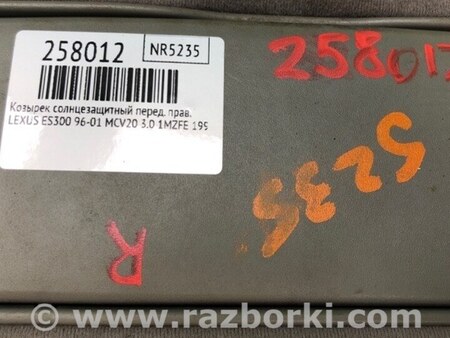 258012
NR5235
Козырек солнцезащитный перед. прав.
LEXUS ES300 96-01 MCV20 3.0 1MZFE 195
258012
5235
R
© www.razborki.com